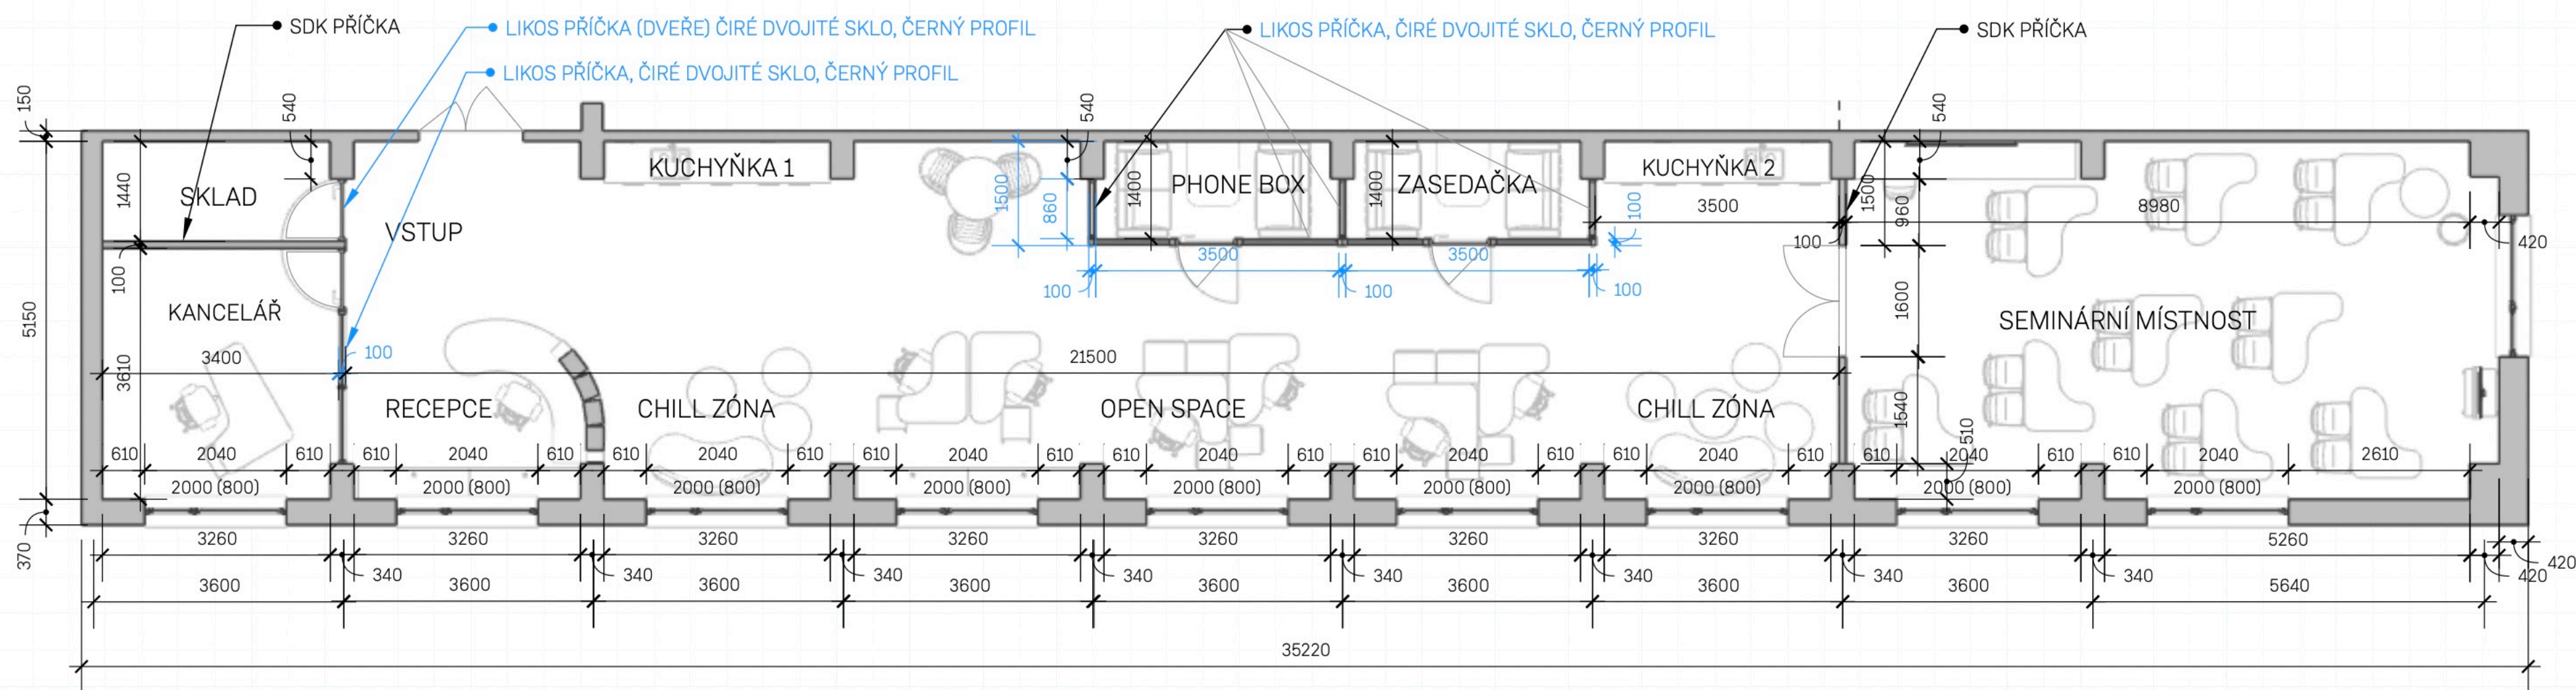 SDK PŘÍČKA
LIKOS PŘÍČKA (DVEŘE) ČIRÉ DVOJITÉ SKLO, ČERNÝ PROFIL
LIKOS PŘÍČKA, ČIRÉ DVOJITÉ SKLO, ČERNÝ PROFIL
SDK PŘÍČKA
LIKOS PŘÍČKA, ČIRÉ DVOJITÉ SKLO, ČERNÝ PROFIL
150
540
540
540
KUCHYŇKA 1
PHONE BOX
ZASEDAČKA
KUCHYŇKA 2
1440
SKLAD
VSTUP
1500
860
1400
1400
100
3500
1500
960
8980
100
420
100
3500
3500
100
100
100
5150
KANCELÁŘ
1600
SEMINÁRNÍ MÍSTNOST
3610
3400
100
21500
RECEPCE
CHILL ZÓNA
OPEN SPACE
CHILL ZÓNA
1540
510
610 2040 610 610 2040 610 610 2040 610 610 2040 610 610 2040 610 610 2040 610 610 2040 610 610 2040 610 610 2040 2610
2000 (800) 2000 (800) 2000 (800) 2000 (800) 2000 (800) 2000 (800) 2000 (800) 2000 (800) 2000 (800)
370
3260 3260 3260 3260 3260 3260 3260 3260 5260
420
340 340 340 340 340 340 340 340 420
3600 3600 3600 3600 3600 3600 3600 3600 5640
35220